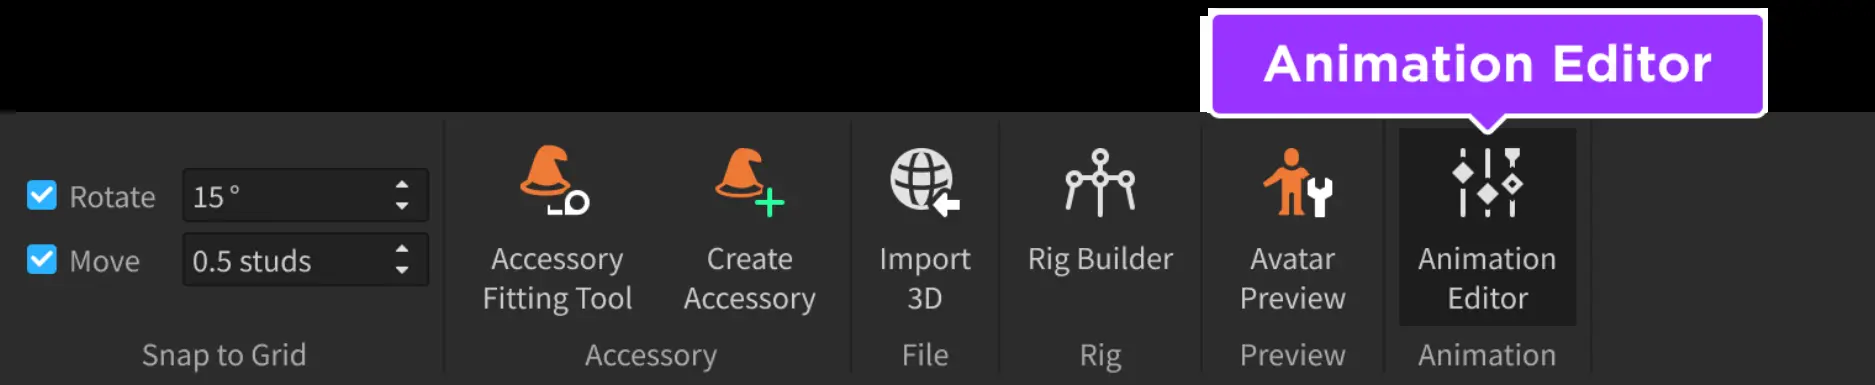 Animation Editor
Rotate
15 °
Move
0.5 studs
Snap to Grid
Accessory
Fitting Tool
Create
Accessory
Accessory
Import
3D
File
Rig Builder
Rig
Avatar
Preview
Preview
Animation
Editor
Animation